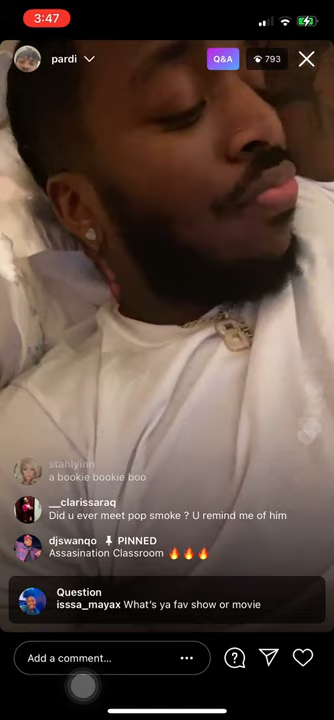 3:47
pardi
Q&A
793
stahlyinn
a bookie bookie boo
__clarissaraq
Did u ever meet pop smoke ? U remind me of him
djswanqo PINNED
Assasination Classroom 🔥🔥🔥
Question
isssa_mayax What's ya fav show or movie
Add a comment...